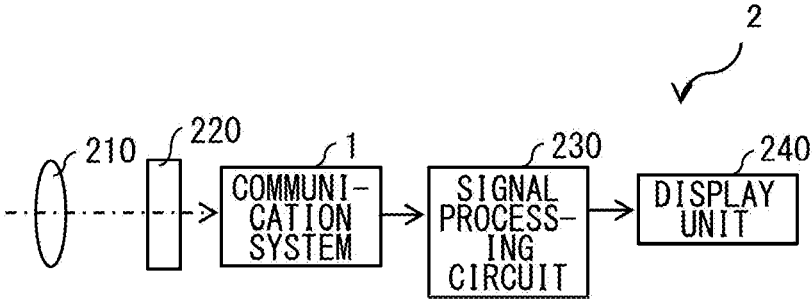 2
210
220
1
230
240
COMMUNI-
CATION
SYSTEM
SIGNAL
PROCESS-
ING
CIRCUIT
DISPLAY
UNIT